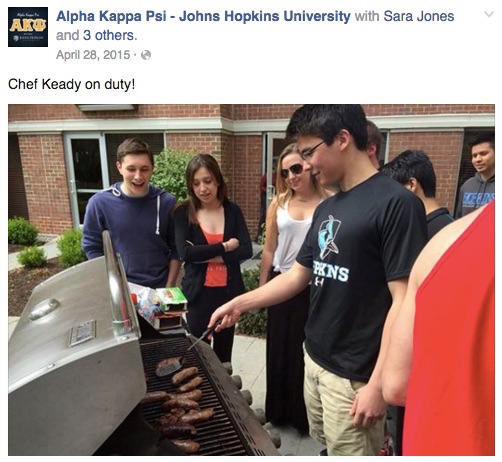 Alpha Kappa Psi - Johns Hopkins University with Sara Jones
and 3 others.
April 28, 2015 ·
Chef Keady on duty!
ΑΚΨ
PKINS